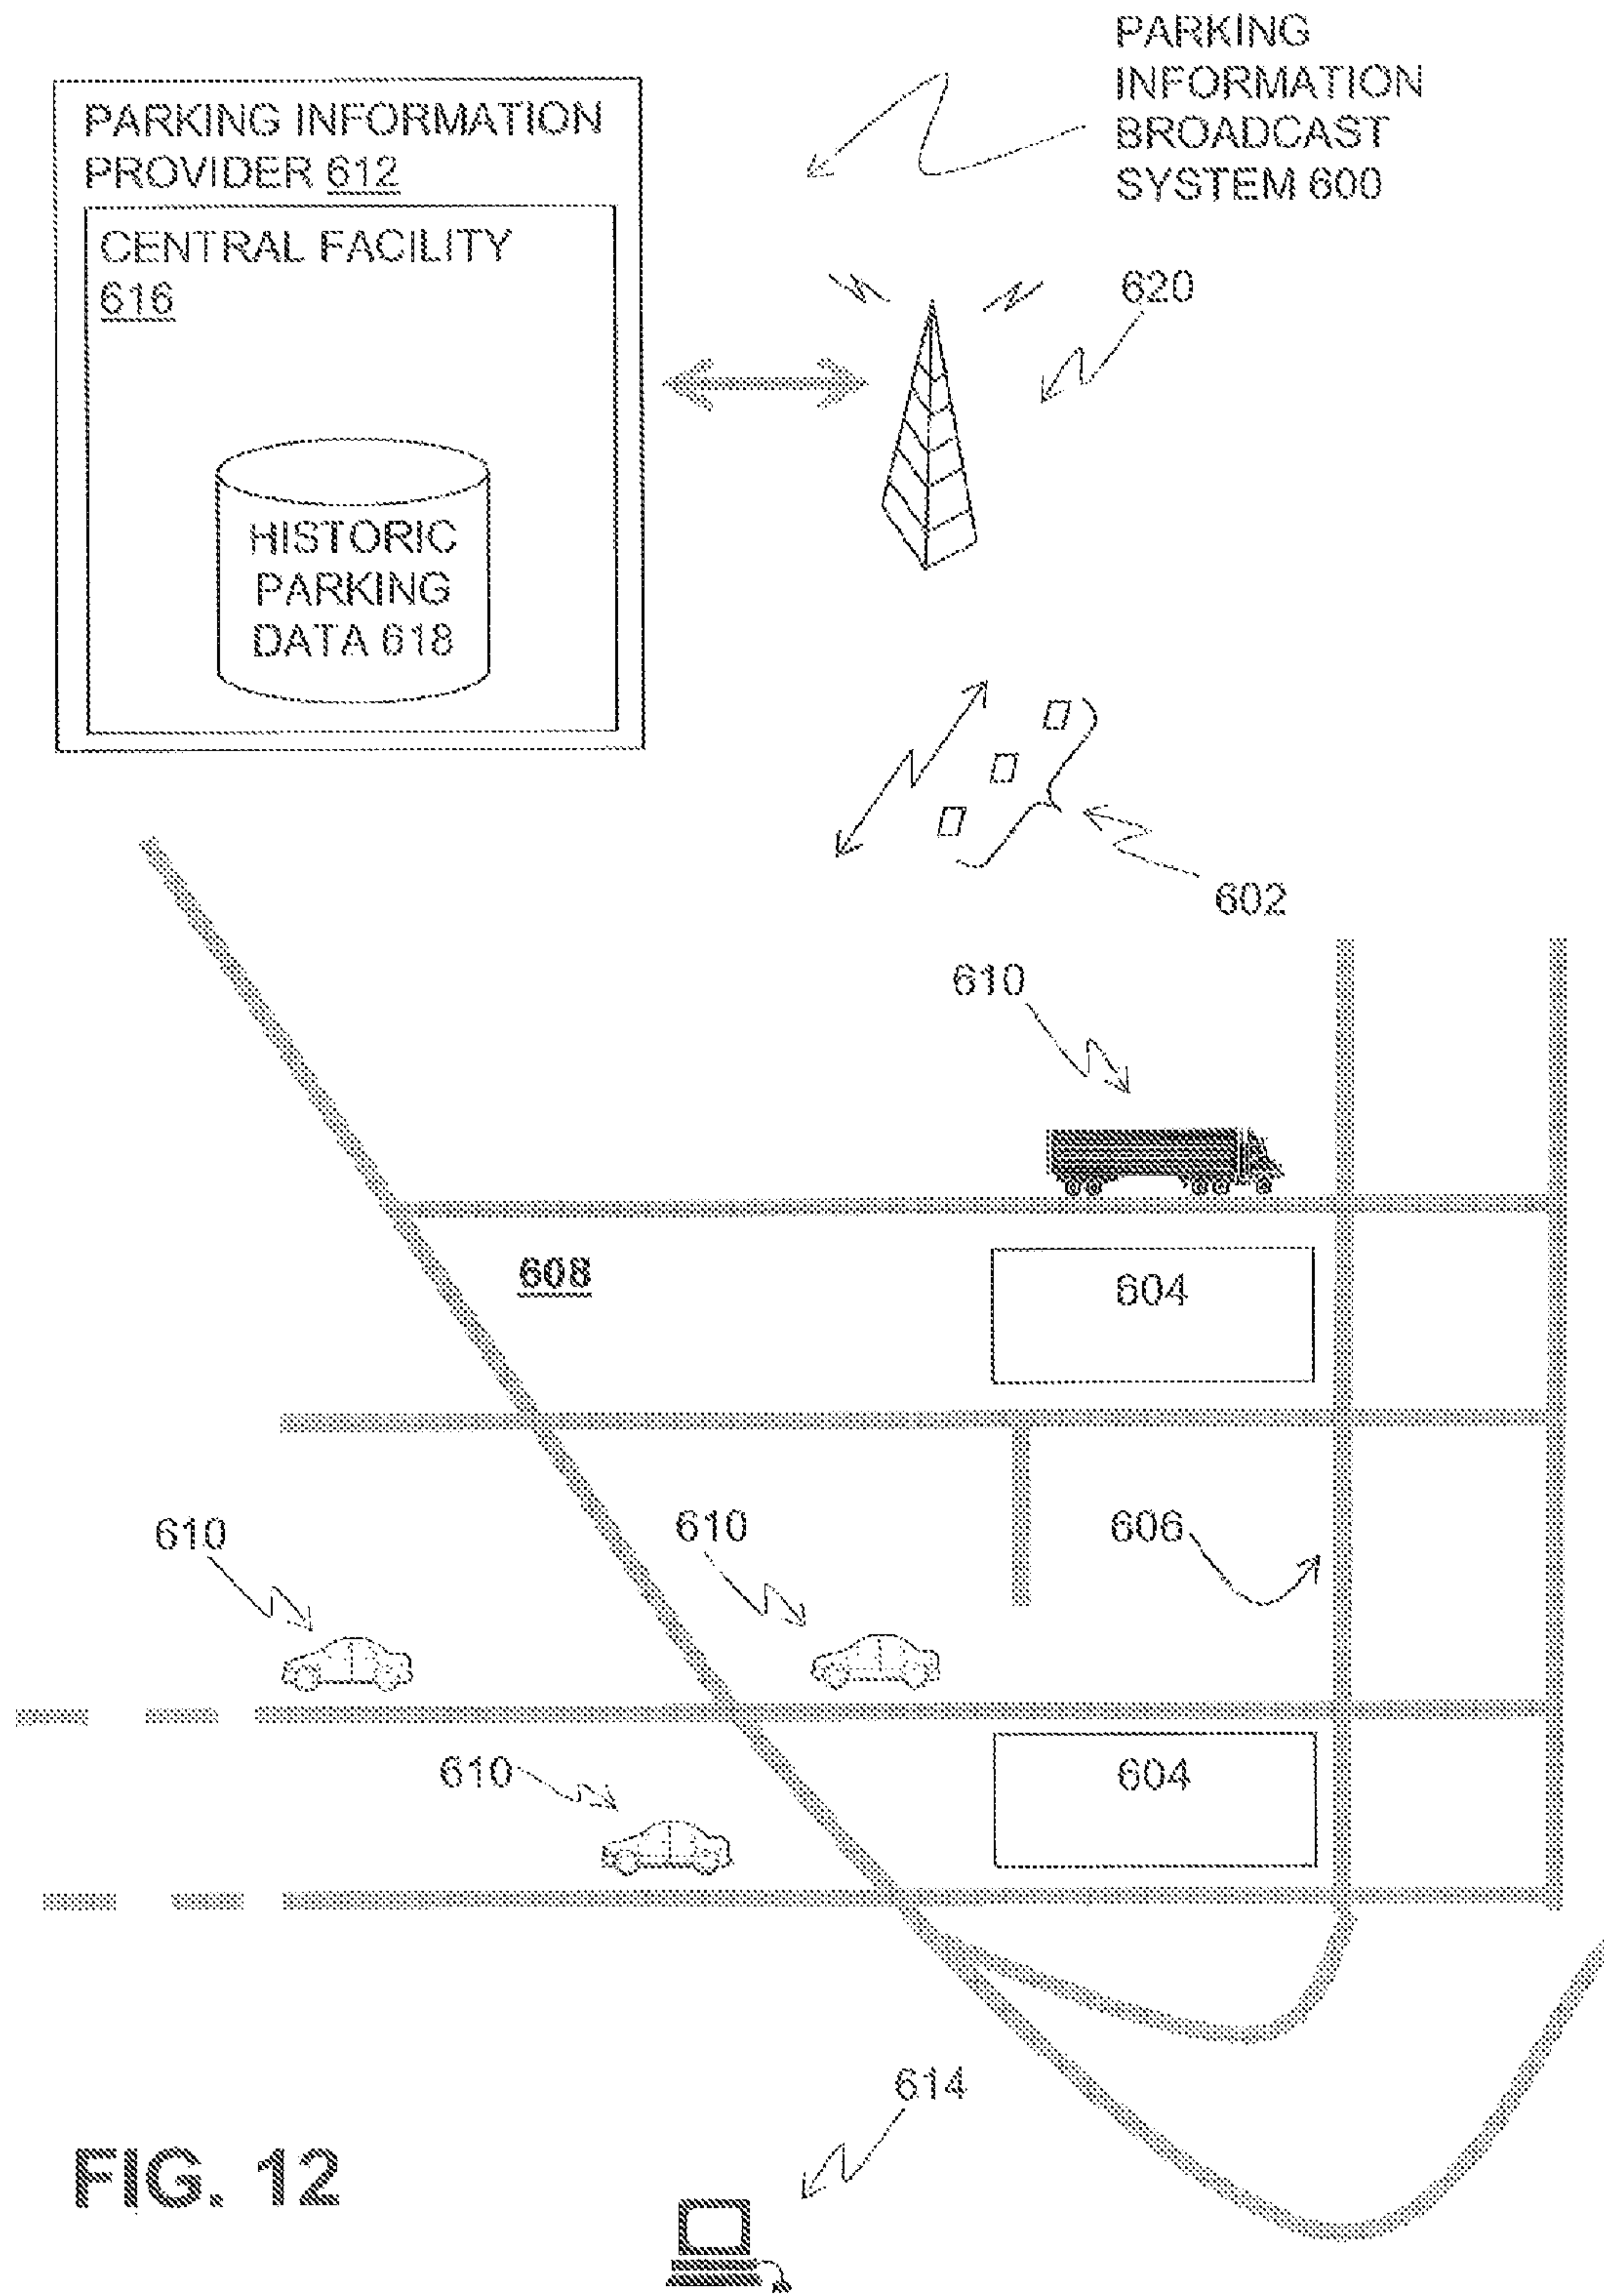 PARKING
INFORMATION
BROADCAST
SYSTEM 600
PARKING INFORMATION
PROVIDER 612
CENTRAL FACILITY
616
HISTORIC
PARKING
DATA 618
620
602
610
608
604
610
610
606
610
604
614
FIG. 12